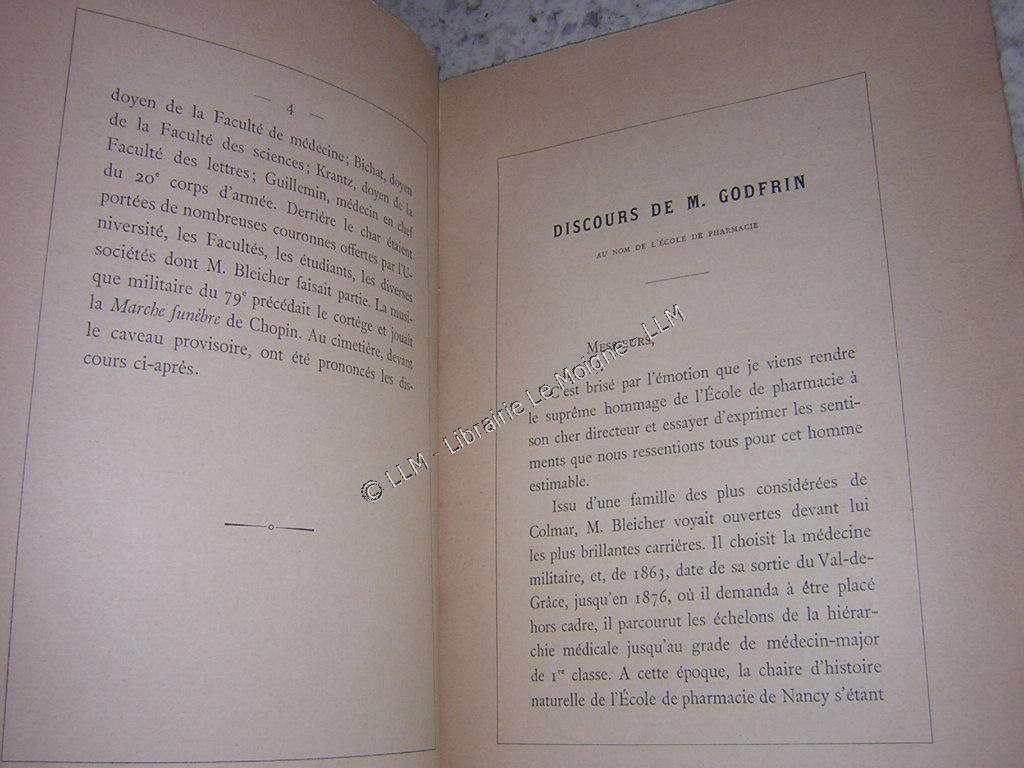 — 4 —
doyen de la Faculté de médecine; Bichat, doyen
de la Faculté des sciences; Krantz, doyen de la
Faculté des lettres; Guillemin, médecin en chef
du 20e corps d'armée. Derrière le char étaient
portées de nombreuses couronnes offertes par l'U-
niversité, les Facultés, les étudiants, les diverses
sociétés dont M. Bleicher faisait partie. La musi-
que militaire du 79e précédait le cortège et jouait
la Marche funèbre de Chopin. Au cimetière, devant
le caveau provisoire, ont été prononcés les dis-
cours ci-après.
DISCOURS DE M. GODFRIN
AU NOM DE L'ÉCOLE DE PHARMACIE
MESSIEURS,
C'est brisé par l'émotion que je viens rendre
le suprême hommage de l'École de pharmacie à
son cher directeur et essayer d'exprimer les senti-
ments que nous ressentions tous pour cet homme
estimable.
Issu d'une famille des plus considérées de
Colmar, M. Bleicher voyait ouvertes devant lui
les plus brillantes carrières. Il choisit la médecine
militaire, et, de 1863, date de sa sortie du Val-de-
Grâce, jusqu'en 1876, où il demanda à être placé
hors cadre, il parcourut les échelons de la hiérar-
chie médicale jusqu'au grade de médecin-major
de 1re classe. A cette époque, la chaire d'histoire
naturelle de l'École de pharmacie de Nancy s'étant
© LLM - Librairie Le Moigne - LLM